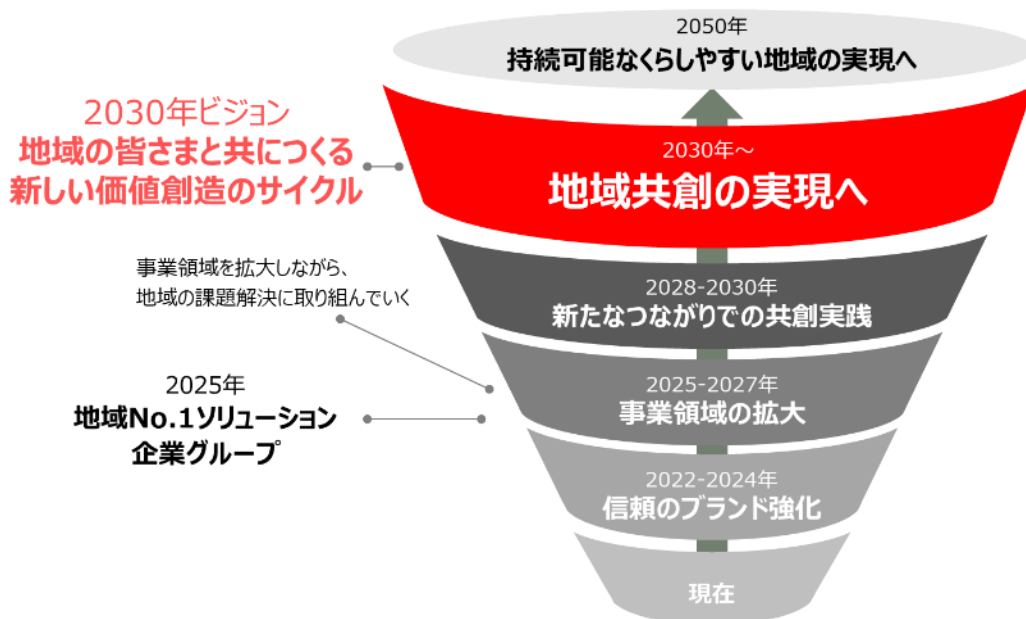 2050年
持続可能なくらしやすい地域の実現へ
2030年ビジョン
地域の皆さまと共につくる
新しい価値創造のサイクル
2030年～
地域共創の実現へ
事業領域を拡大しながら、
地域の課題解決に取り組んでいく
2028-2030年
新たなつながりでの共創実践
2025年
地域No.1ソリューション
企業グループ
2025-2027年
事業領域の拡大
2022-2024年
信頼のブランド強化
現在